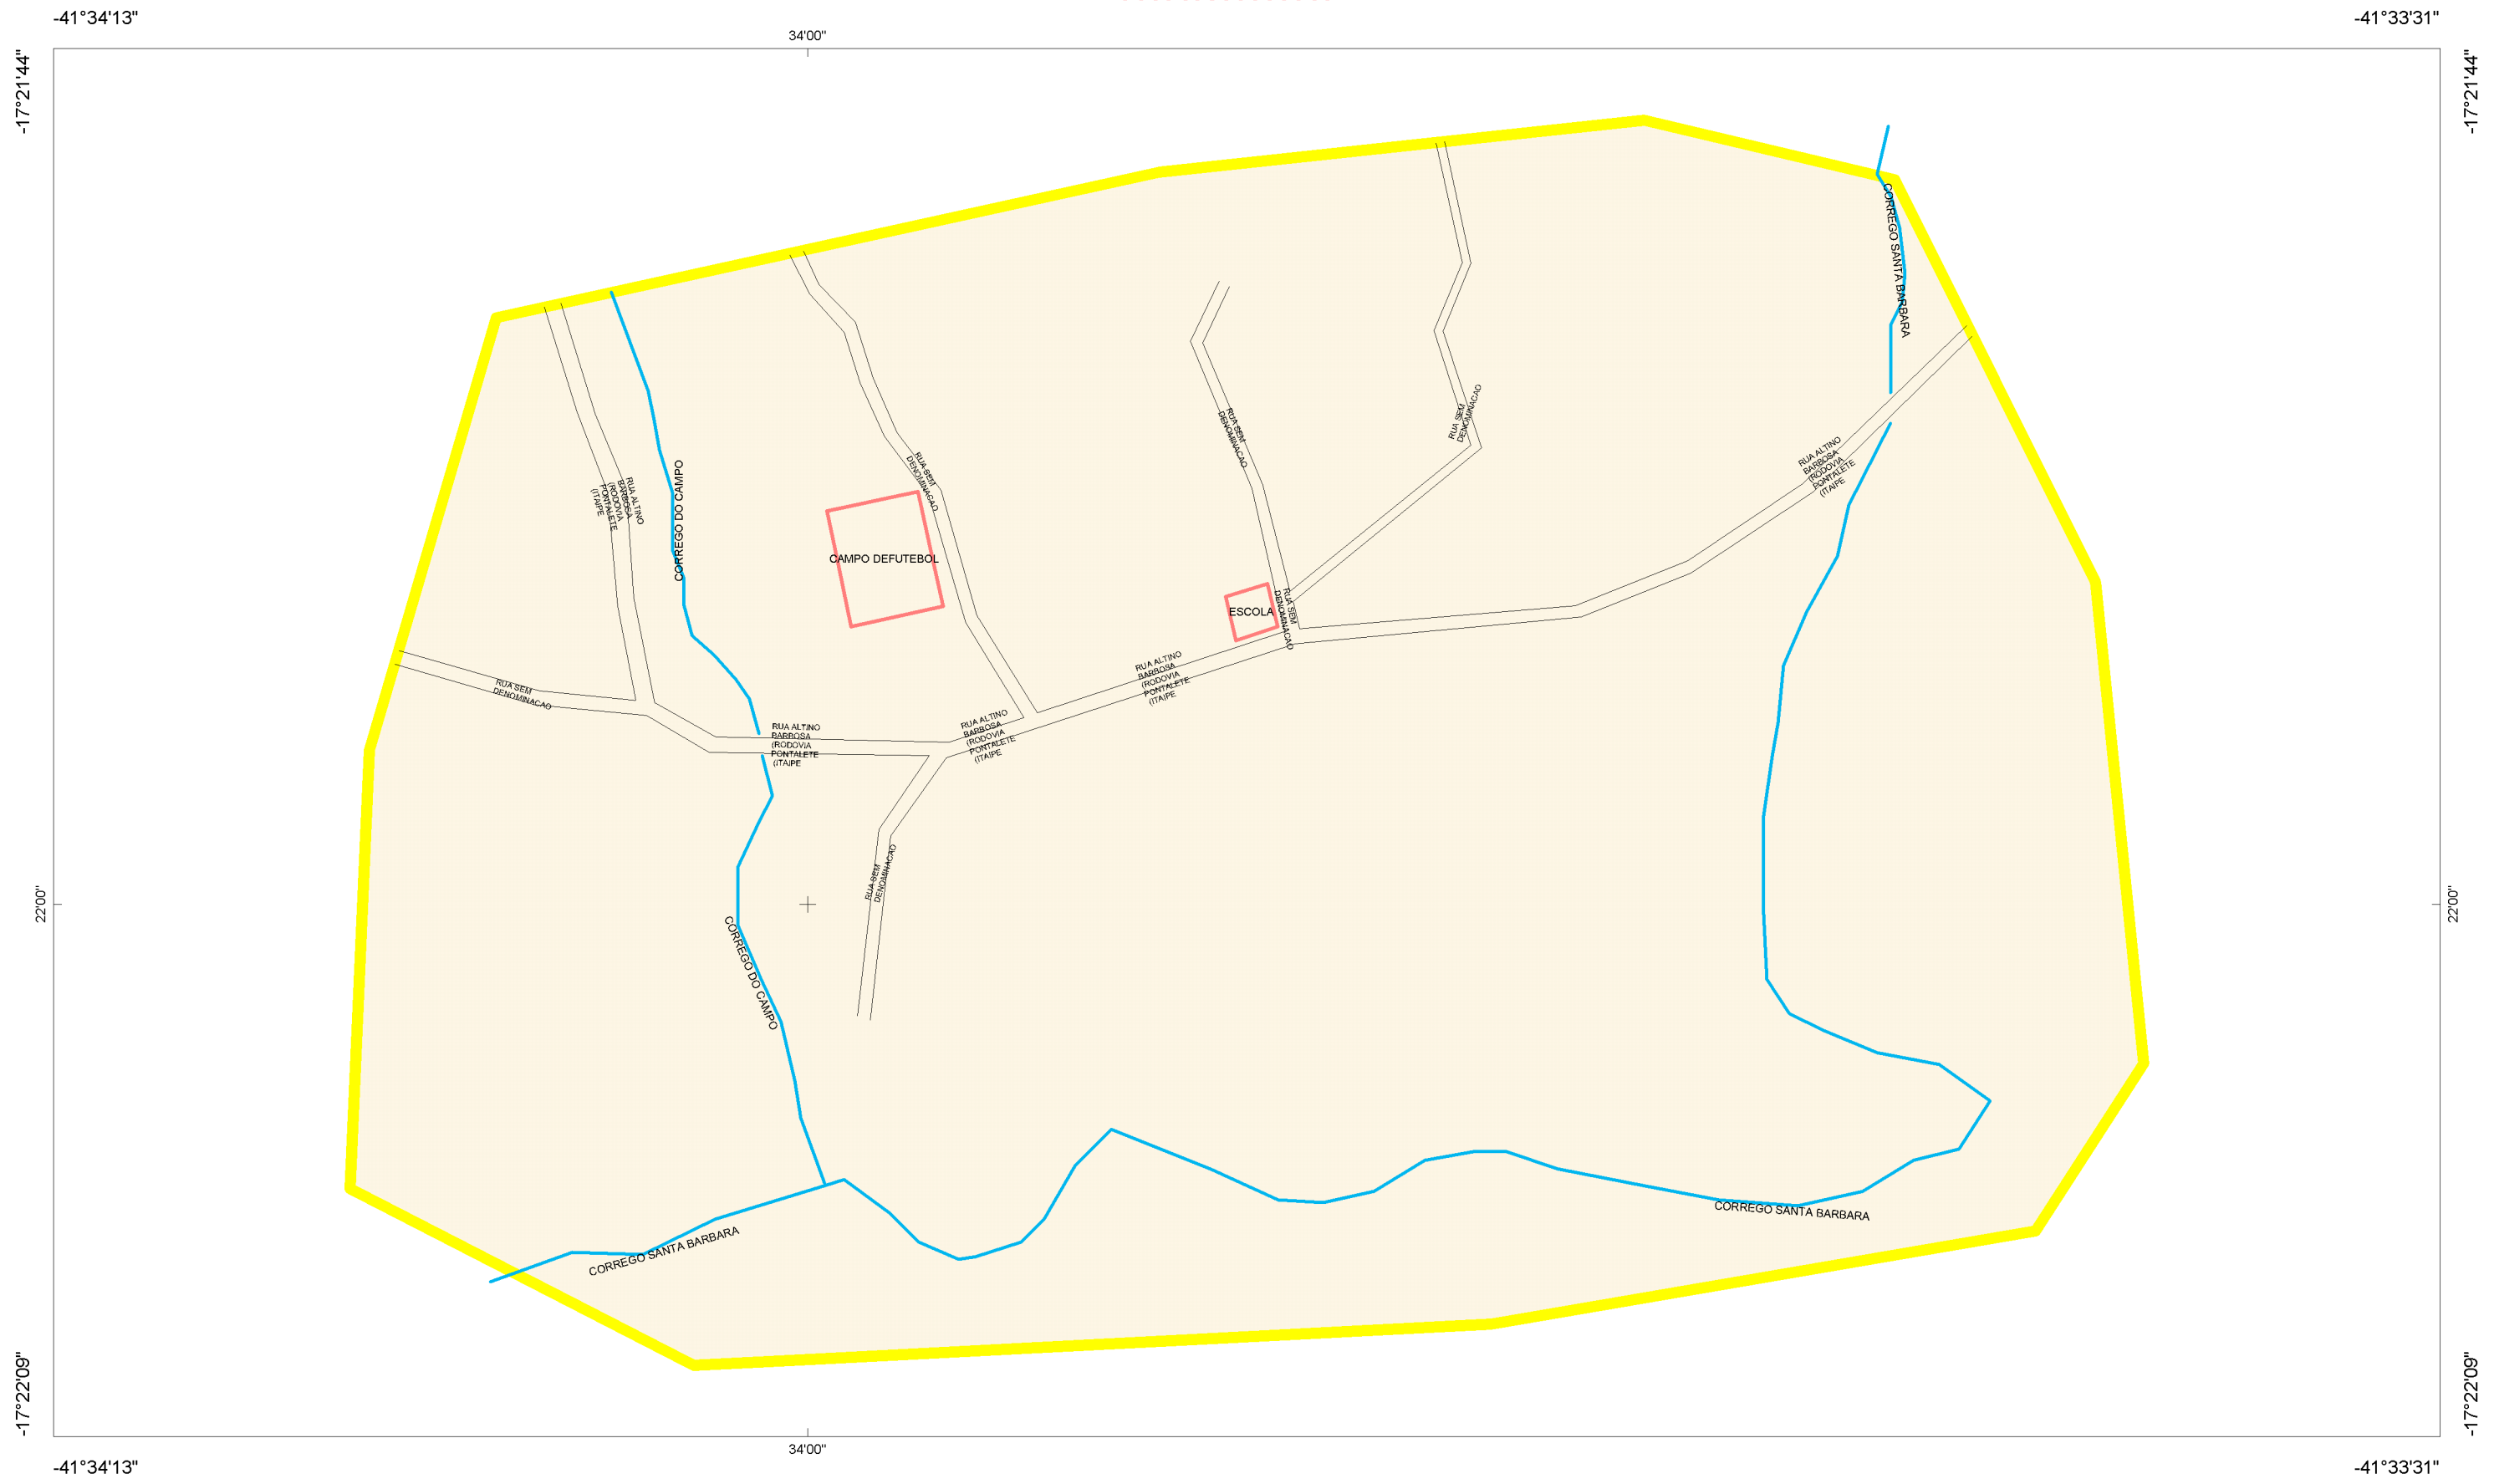 -41°34'13"
-41°33'31"
34'00"
-17°21'44"
-17°21'44"
CORREGO SANTA BARBARA
RUA SEM
DENOMINACAO
RUA SEM
DENOMINACAO
RUA ALTINO
BARBOSA
(RODOVIA
PONTALETE
(ITAIPE
RUA SEM
DENOMINACAO
CORREGO DO CAMPO
RUA ALTINO
BARBOSA
(RODOVIA
PONTALETE
(ITAIPE
CAMPO DEFUTEBOL
ESCOLA
RUA SEM
DENOMINACAO
RUA ALTINO
BARBOSA
(RODOVIA
PONTALETE
(ITAIPE
RUA SEM
DENOMINACAO
RUA ALTINO
BARBOSA
(RODOVIA
PONTALETE
(ITAIPE
RUA ALTINO
BARBOSA
(RODOVIA
PONTALETE
(ITAIPE
RUA SEM
DENOMINACAO
22'00"
22'00"
CORREGO DO CAMPO
CORREGO SANTA BARBARA
CORREGO SANTA BARBARA
-17°22'09"
-17°22'09"
34'00"
-41°34'13"
-41°33'31"